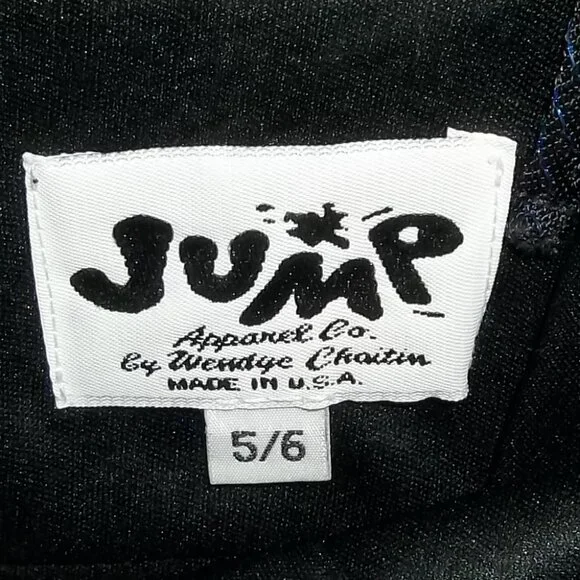 JUMP
Apparel Co.
by Wendye Chaitin
MADE IN U.S.A.
5/6